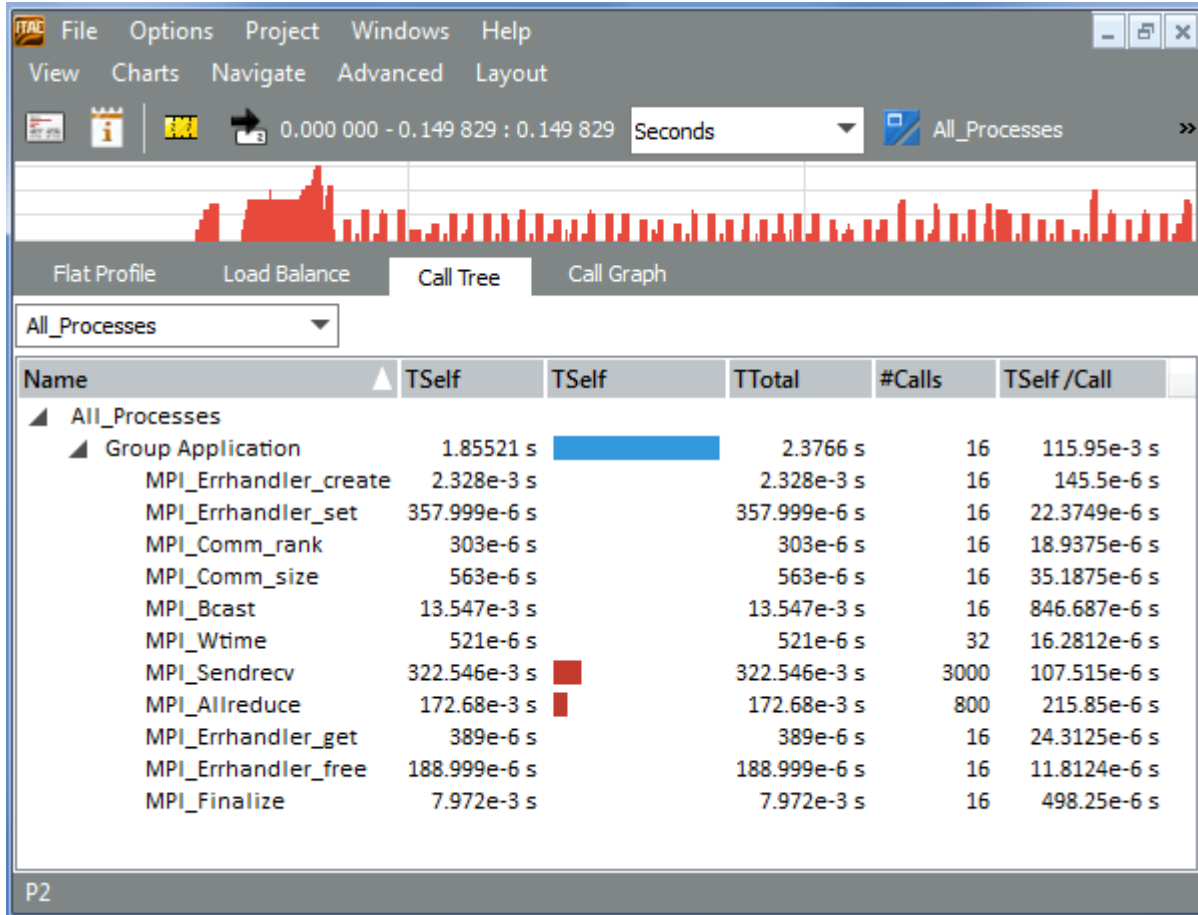 ITAC File Options Project Windows Help
View Charts Navigate Advanced Layout
0.000 000 - 0.149 829 : 0.149 829 Seconds All_Processes »
Flat Profile Load Balance Call Tree Call Graph
All_Processes
Name TSelf TSelf TTotal #Calls TSelf /Call
All_Processes
Group Application 1.85521 s 2.3766 s 16 115.95e-3 s
MPI_Errhandler_create 2.328e-3 s 2.328e-3 s 16 145.5e-6 s
MPI_Errhandler_set 357.999e-6 s 357.999e-6 s 16 22.3749e-6 s
MPI_Comm_rank 303e-6 s 303e-6 s 16 18.9375e-6 s
MPI_Comm_size 563e-6 s 563e-6 s 16 35.1875e-6 s
MPI_Bcast 13.547e-3 s 13.547e-3 s 16 846.687e-6 s
MPI_Wtime 521e-6 s 521e-6 s 32 16.2812e-6 s
MPI_Sendrecv 322.546e-3 s 322.546e-3 s 3000 107.515e-6 s
MPI_Allreduce 172.68e-3 s 172.68e-3 s 800 215.85e-6 s
MPI_Errhandler_get 389e-6 s 389e-6 s 16 24.3125e-6 s
MPI_Errhandler_free 188.999e-6 s 188.999e-6 s 16 11.8124e-6 s
MPI_Finalize 7.972e-3 s 7.972e-3 s 16 498.25e-6 s
P2